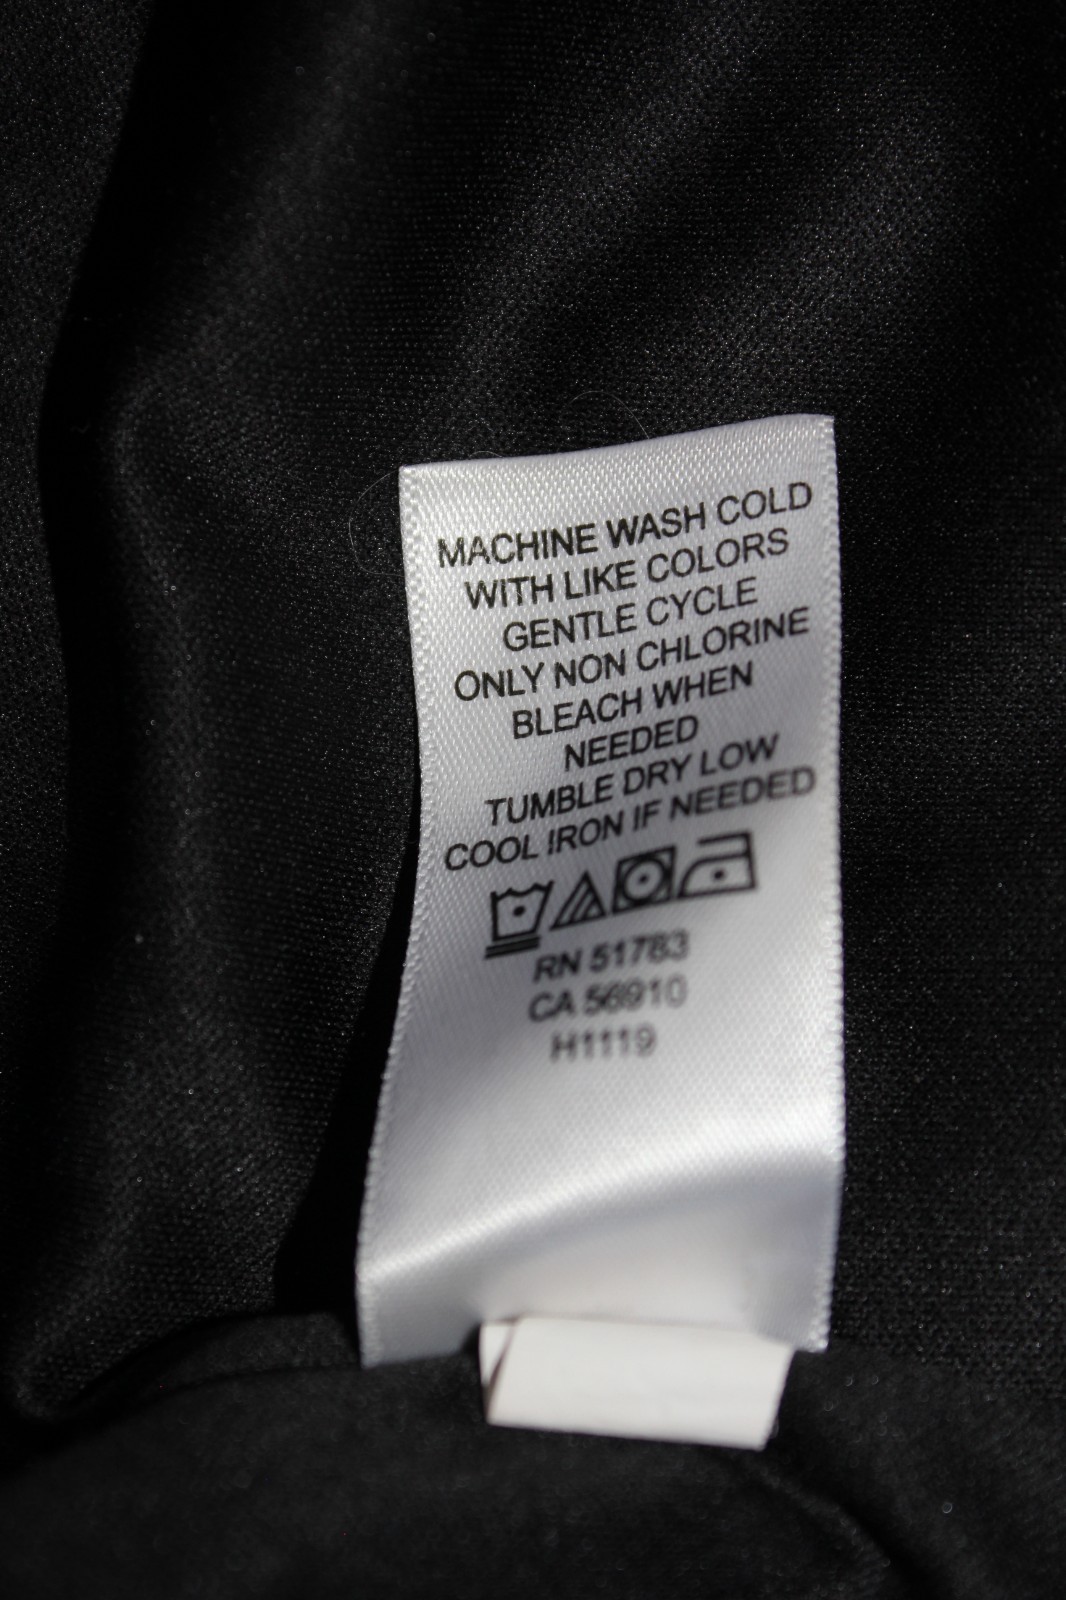 MACHINE WASH COLD
WITH LIKE COLORS
GENTLE CYCLE
ONLY NON CHLORINE
BLEACH WHEN
NEEDED
TUMBLE DRY LOW
COOL IRON IF NEEDED
RN 51783
CA 56910
H1119